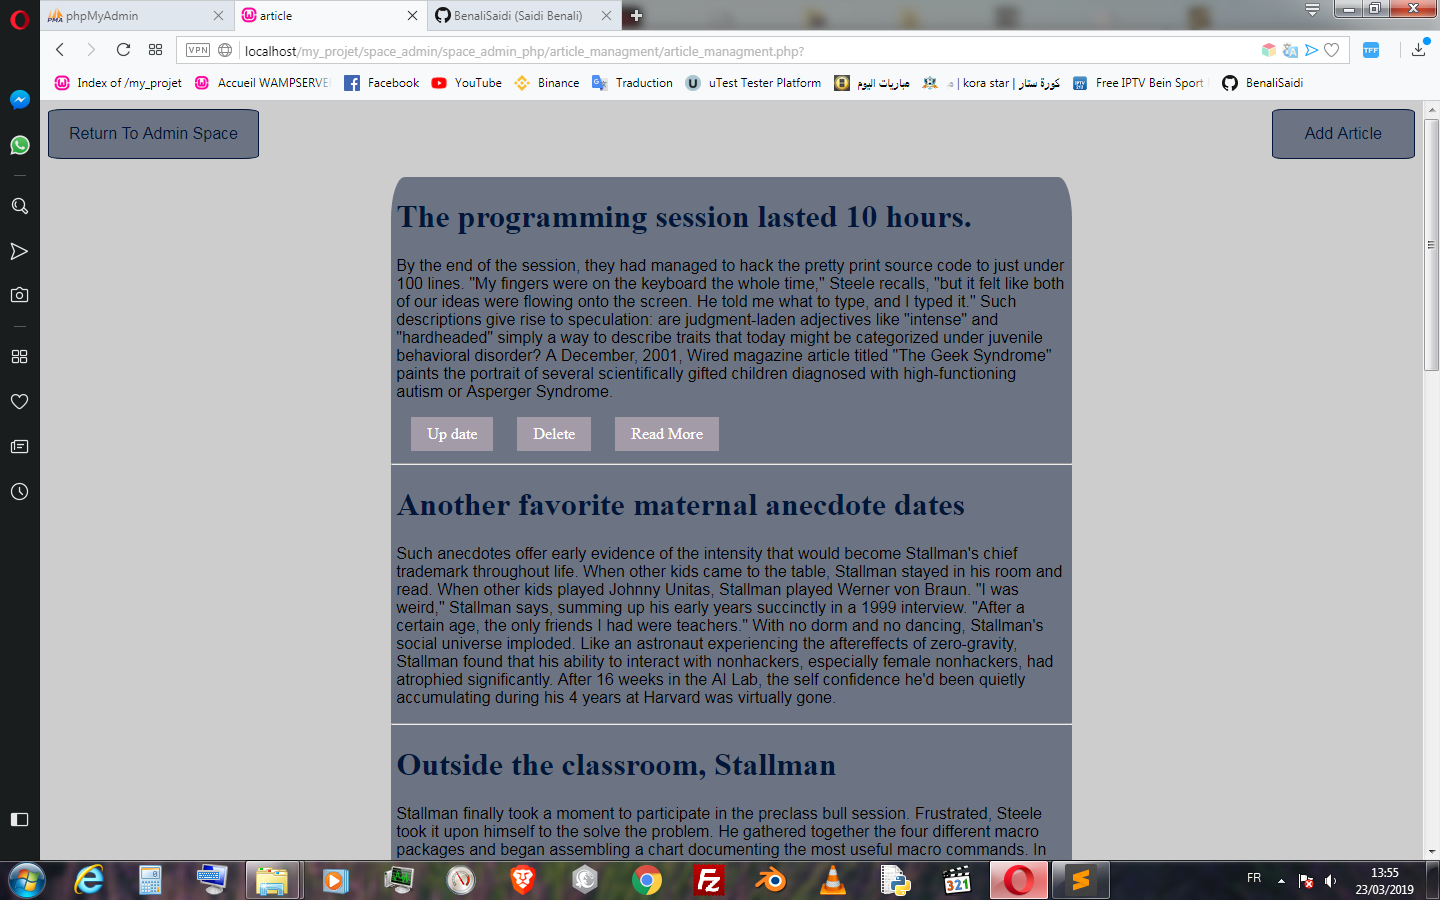 phpMyAdmin
article
BenaliSaidi (Saidi Benali)
VPN
localhost/my_projet/space_admin/space_admin_php/article_managment/article_managment.php?
TFF
Index of /my_projet
Accueil WAMPSERVE
Facebook
YouTube
Binance
Traduction
uTest Tester Platform
مباريات اليوم
كورة ستار | kora star | مـ
Free IPTV Bein Sport
BenaliSaidi
Return To Admin Space
Add Article
The programming session lasted 10 hours.
By the end of the session, they had managed to hack the pretty print source code to just under
100 lines. "My fingers were on the keyboard the whole time," Steele recalls, "but it felt like both
of our ideas were flowing onto the screen. He told me what to type, and I typed it." Such
descriptions give rise to speculation: are judgment-laden adjectives like "intense" and
"hardheaded" simply a way to describe traits that today might be categorized under juvenile
behavioral disorder? A December, 2001, Wired magazine article titled "The Geek Syndrome"
paints the portrait of several scientifically gifted children diagnosed with high-functioning
autism or Asperger Syndrome.
Up date
Delete
Read More
Another favorite maternal anecdote dates
Such anecdotes offer early evidence of the intensity that would become Stallman's chief
trademark throughout life. When other kids came to the table, Stallman stayed in his room and
read. When other kids played Johnny Unitas, Stallman played Werner von Braun. "I was
weird," Stallman says, summing up his early years succinctly in a 1999 interview. "After a
certain age, the only friends I had were teachers." With no dorm and no dancing, Stallman's
social universe imploded. Like an astronaut experiencing the aftereffects of zero-gravity,
Stallman found that his ability to interact with nonhackers, especially female nonhackers, had
atrophied significantly. After 16 weeks in the AI Lab, the self confidence he'd been quietly
accumulating during his 4 years at Harvard was virtually gone.
Outside the classroom, Stallman
Stallman finally took a moment to participate in the preclass bull session. Frustrated, Steele
took it upon himself to the solve the problem. He gathered together the four different macro
packages and began assembling a chart documenting the most useful macro commands. In
FR
13:55
23/03/2019